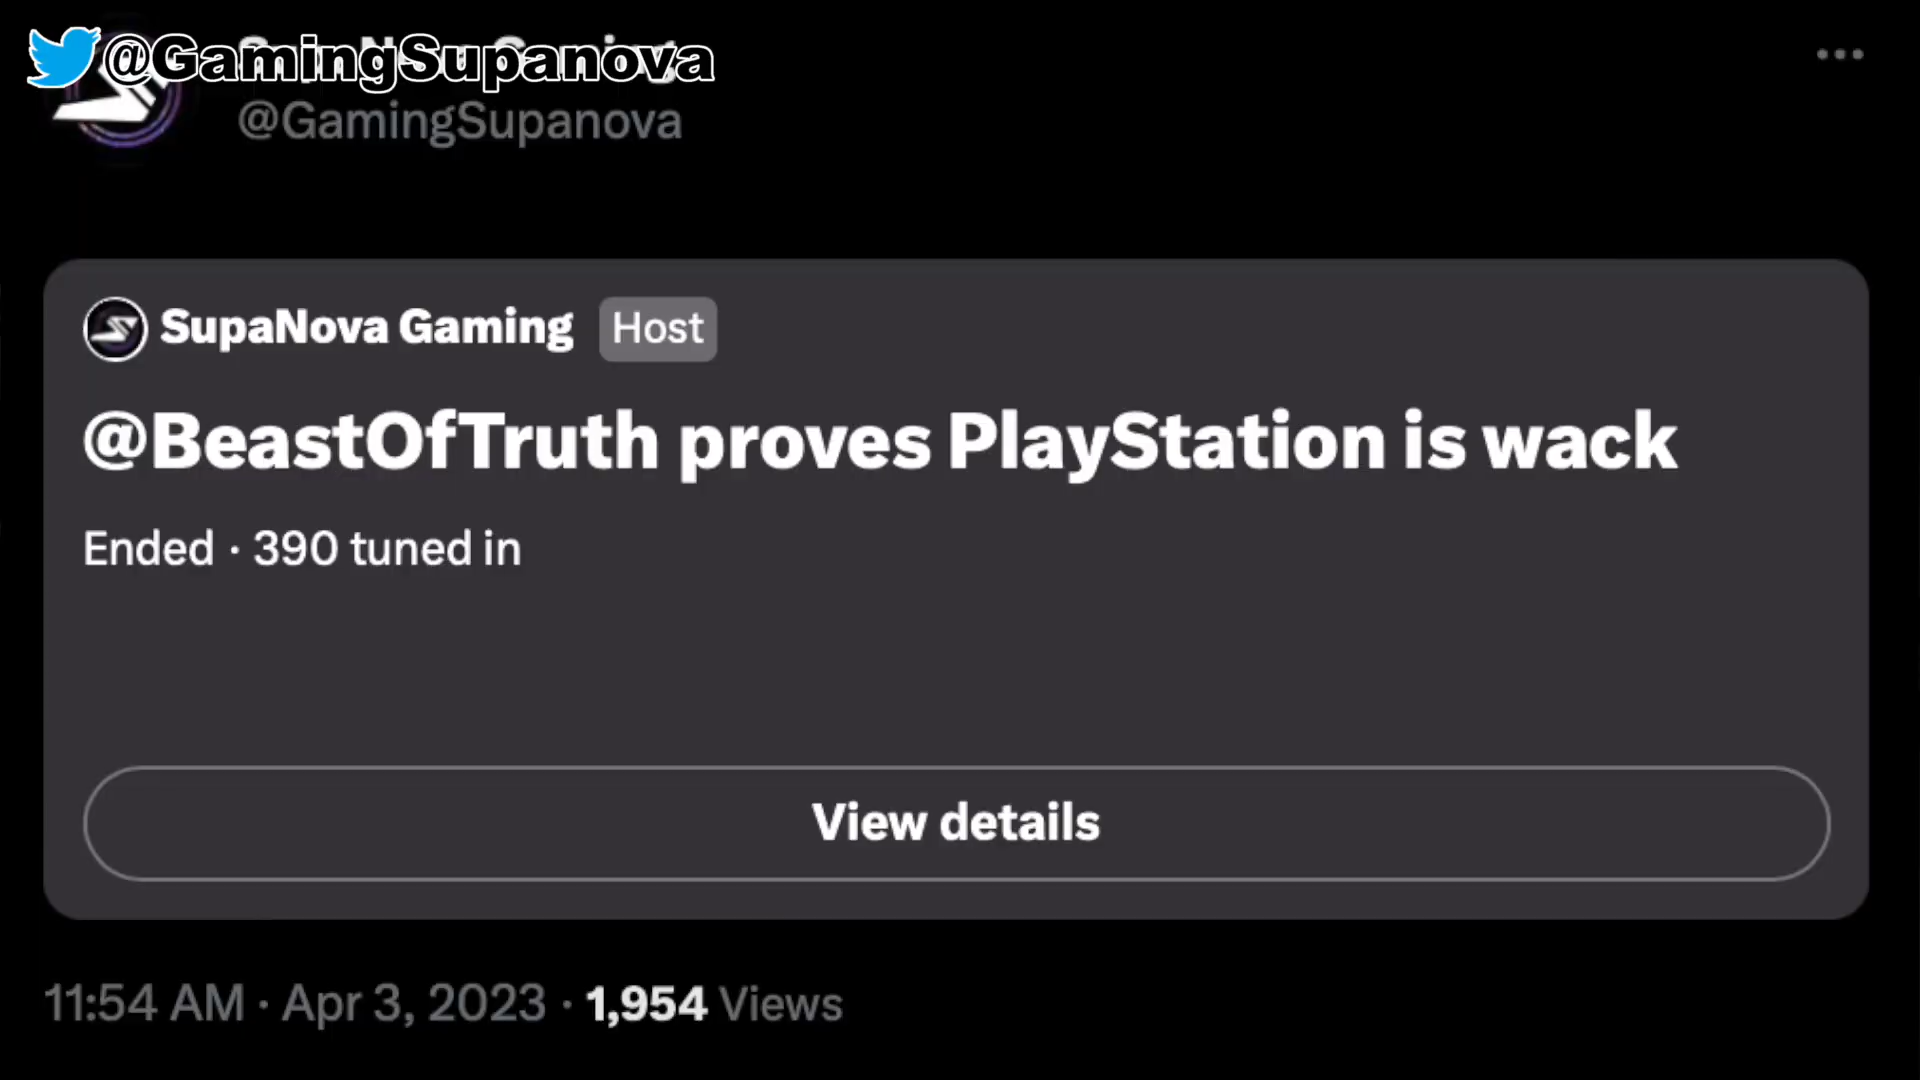 @GamingSupanova
@GamingSupanova
SupaNova Gaming Host
@BeastOfTruth proves PlayStation is wack
Ended · 390 tuned in
View details
11:54 AM · Apr 3, 2023 · 1,954 Views